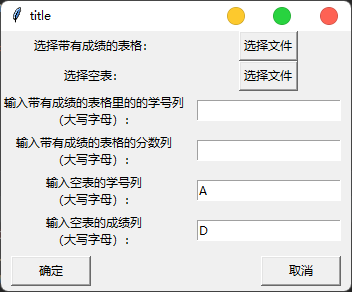 title
选择带有成绩的表格：
选择文件
选择空表：
选择文件
输入带有成绩的表格里的的学号列
（大写字母）：
输入带有成绩的表格的分数列
（大写字母）：
输入空表的学号列
（大写字母）：
A
输入空表的成绩列
（大写字母）：
D
确定
取消